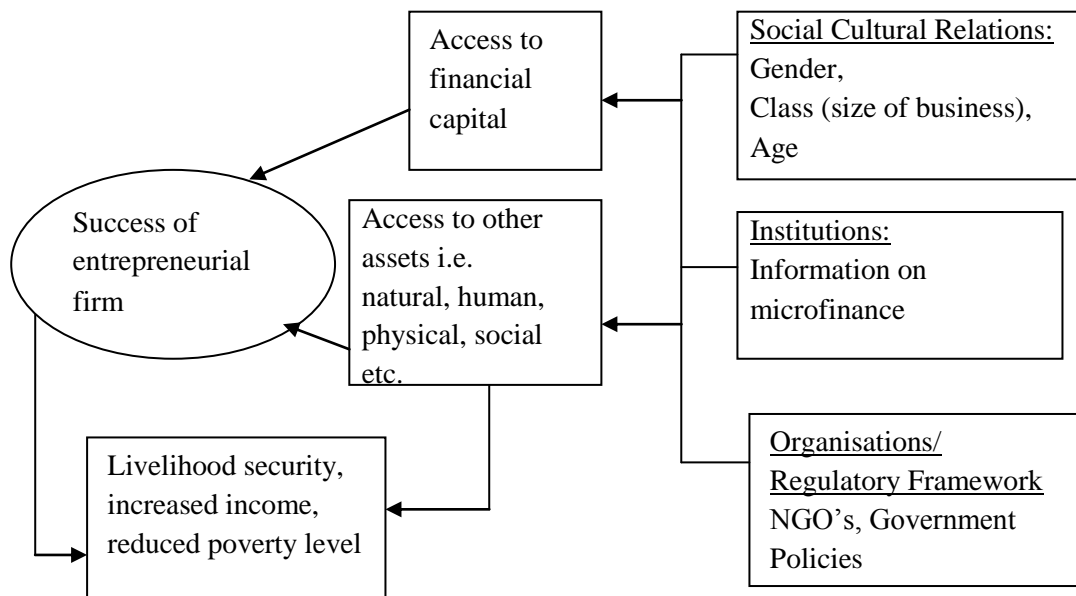 Access to
financial
capital
Social Cultural Relations:
Gender,
Class (size of business),
Age
Success of
entrepreneurial
firm
Access to other
assets i.e.
natural, human,
physical, social
etc.
Institutions:
Information on
microfinance
Livelihood security,
increased income,
reduced poverty level
Organisations/
Regulatory Framework
NGO’s, Government
Policies